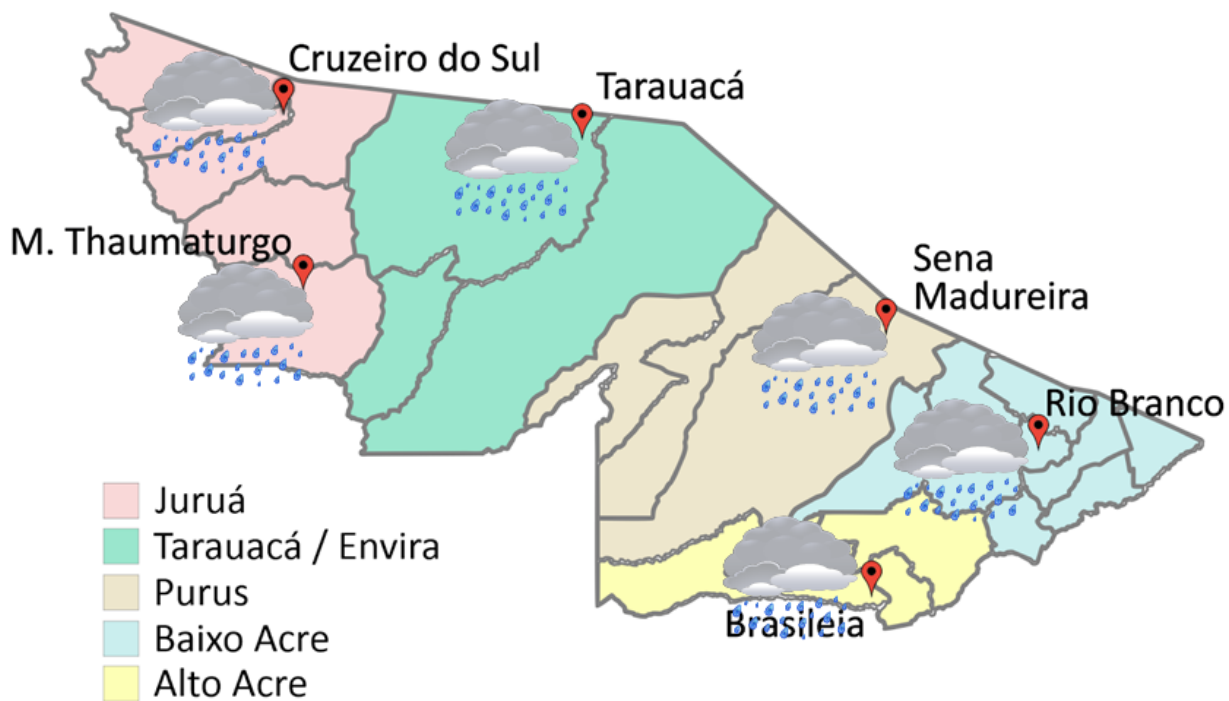 Cruzeiro do Sul
Tarauacá
M. Thaumaturgo
Sena
Madureira
Rio Branco
Brasileia
Juruá
Tarauacá / Envira
Purus
Baixo Acre
Alto Acre